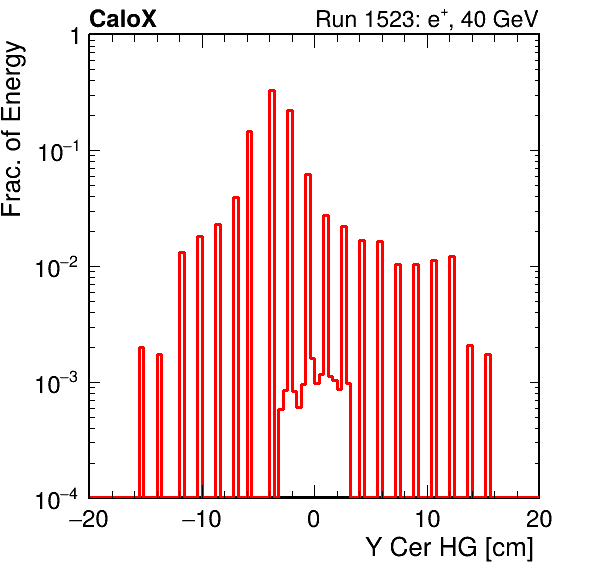 CaloX
Run 1523: e⁺, 40 GeV
Frac. of Energy
1
10⁻¹
10⁻²
10⁻³
10⁻⁴
−20
−10
0
10
20
Y Cer HG [cm]